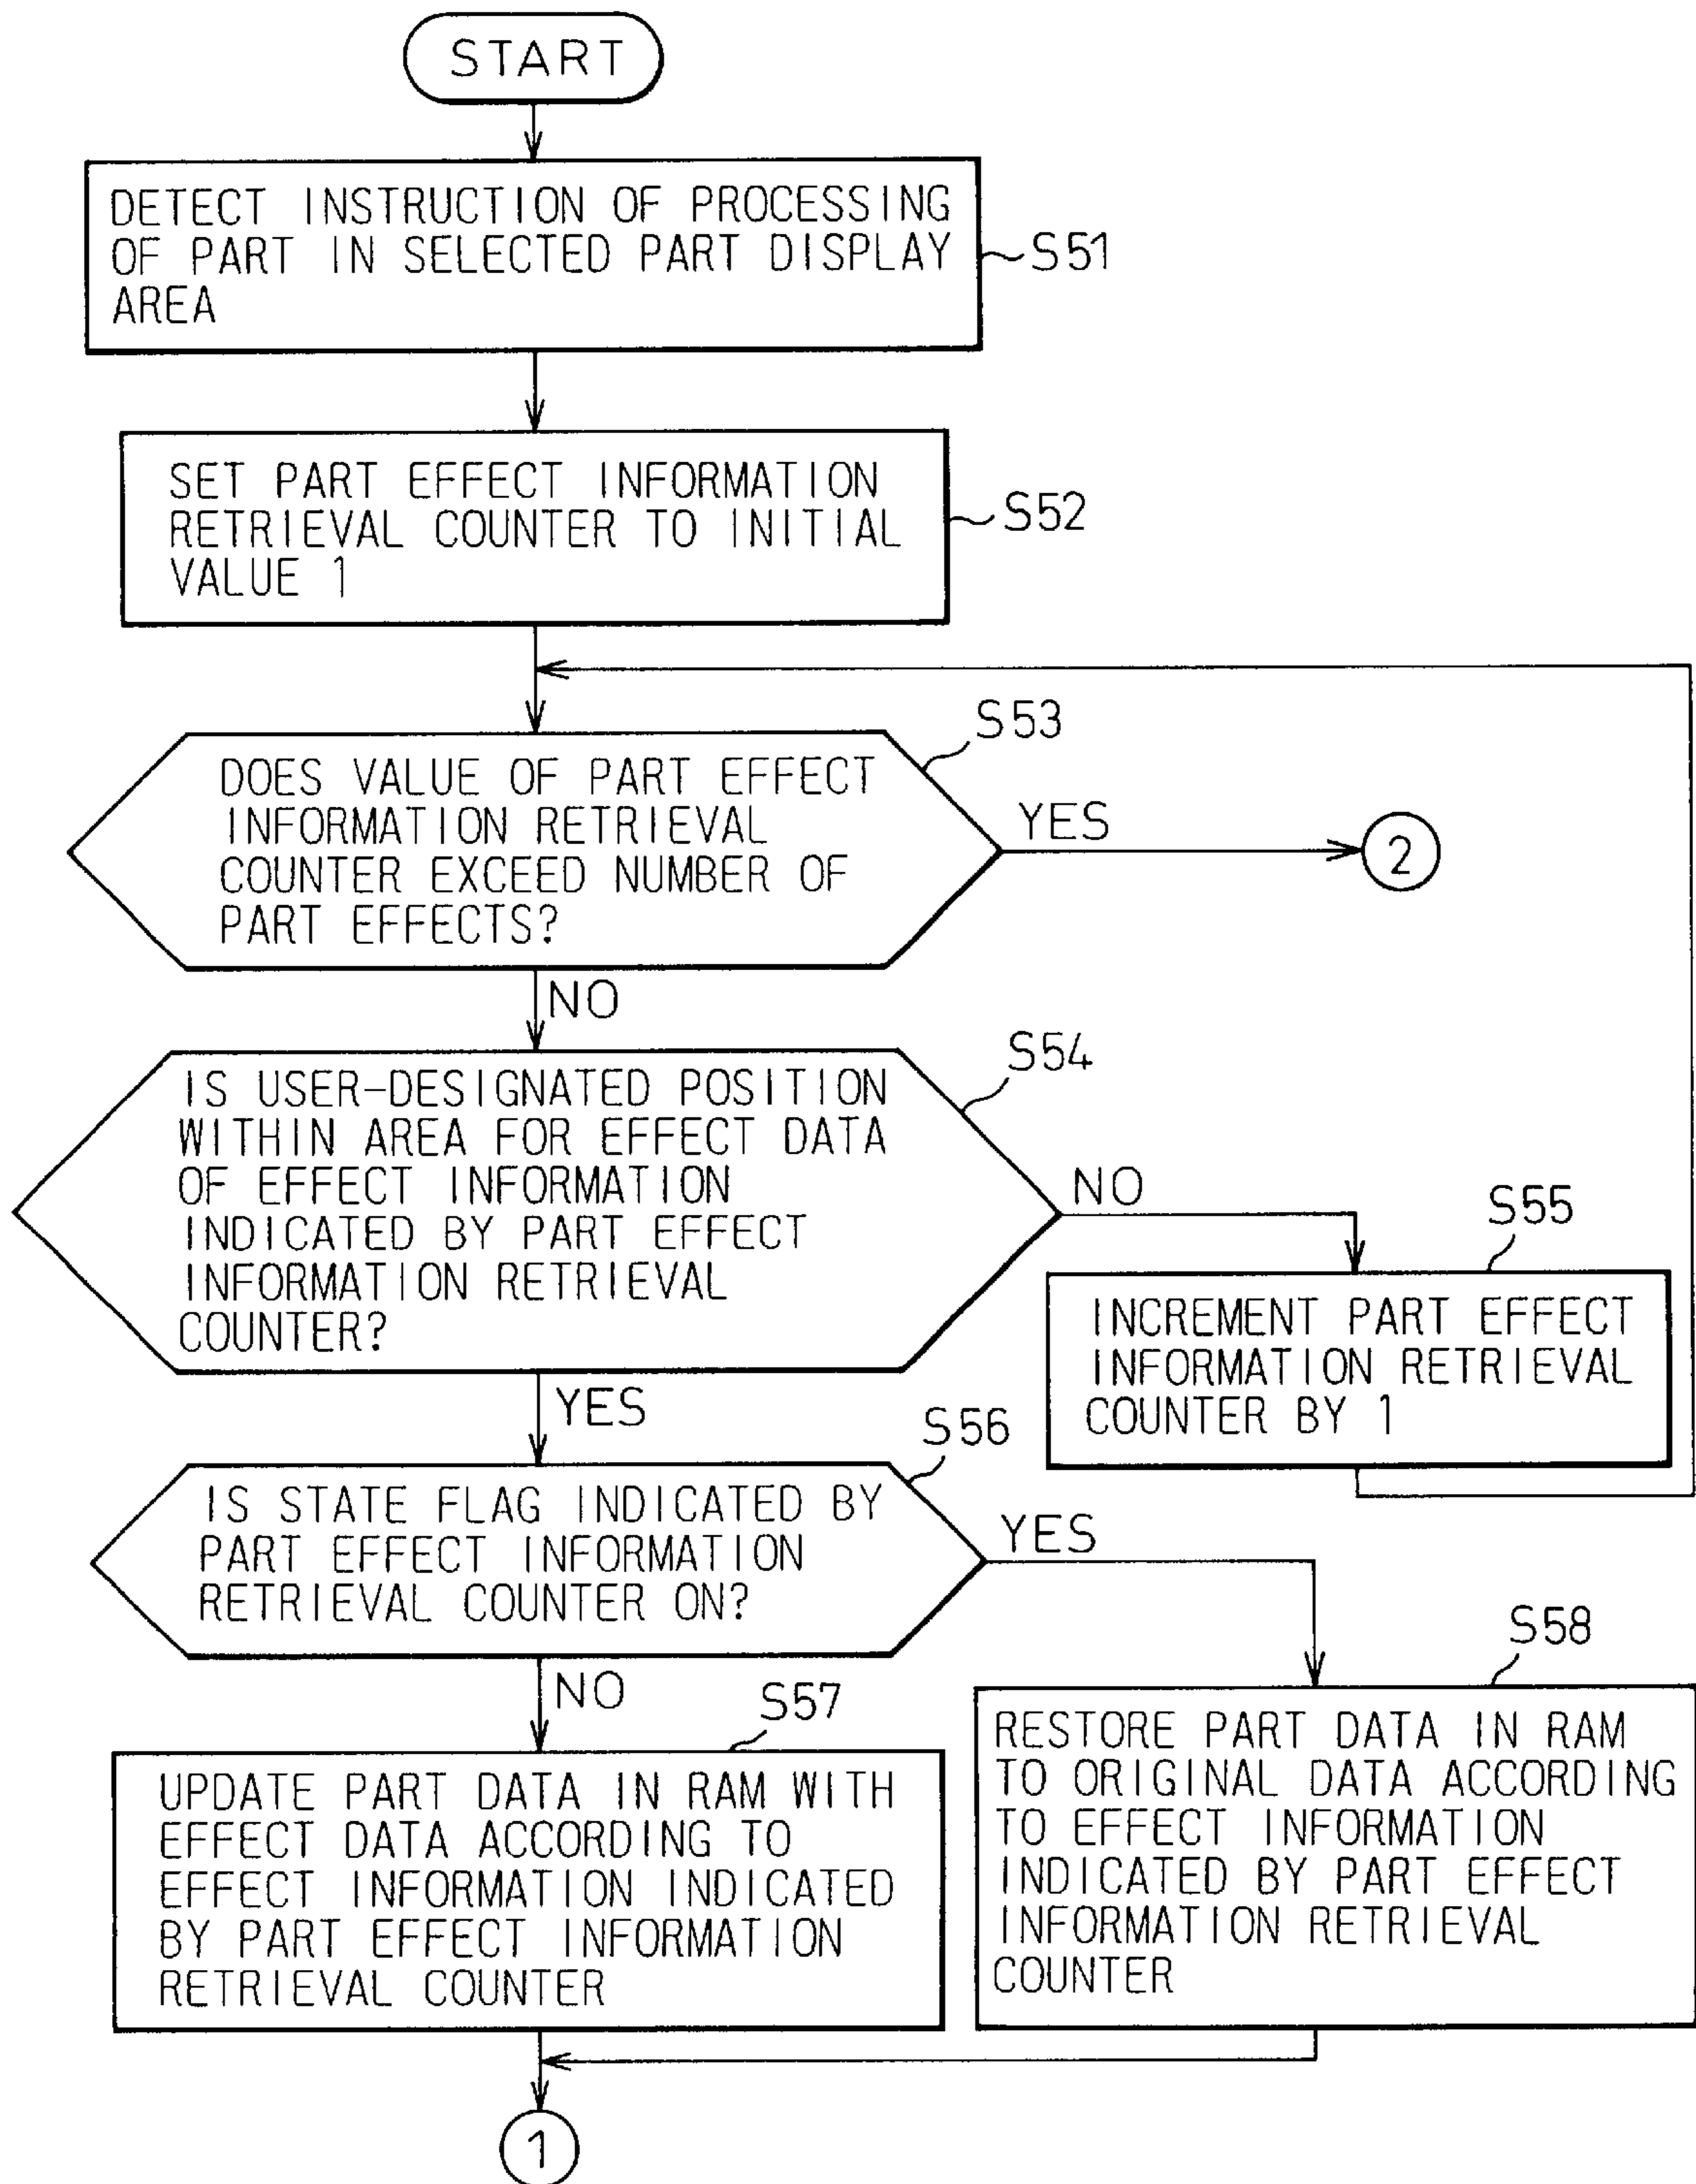 START
DETECT INSTRUCTION OF PROCESSING
OF PART IN SELECTED PART DISPLAY
AREA
S51
SET PART EFFECT INFORMATION
RETRIEVAL COUNTER TO INITIAL
VALUE 1
S52
S53
DOES VALUE OF PART EFFECT
INFORMATION RETRIEVAL
COUNTER EXCEED NUMBER OF
PART EFFECTS?
YES
2
NO
S54
IS USER-DESIGNATED POSITION
WITHIN AREA FOR EFFECT DATA
OF EFFECT INFORMATION
INDICATED BY PART EFFECT
INFORMATION RETRIEVAL
COUNTER?
NO
S55
INCREMENT PART EFFECT
INFORMATION RETRIEVAL
COUNTER BY 1
YES
S56
IS STATE FLAG INDICATED BY
PART EFFECT INFORMATION
RETRIEVAL COUNTER ON?
YES
NO
S57
UPDATE PART DATA IN RAM WITH
EFFECT DATA ACCORDING TO
EFFECT INFORMATION INDICATED
BY PART EFFECT INFORMATION
RETRIEVAL COUNTER
S58
RESTORE PART DATA IN RAM
TO ORIGINAL DATA ACCORDING
TO EFFECT INFORMATION
INDICATED BY PART EFFECT
INFORMATION RETRIEVAL
COUNTER
1